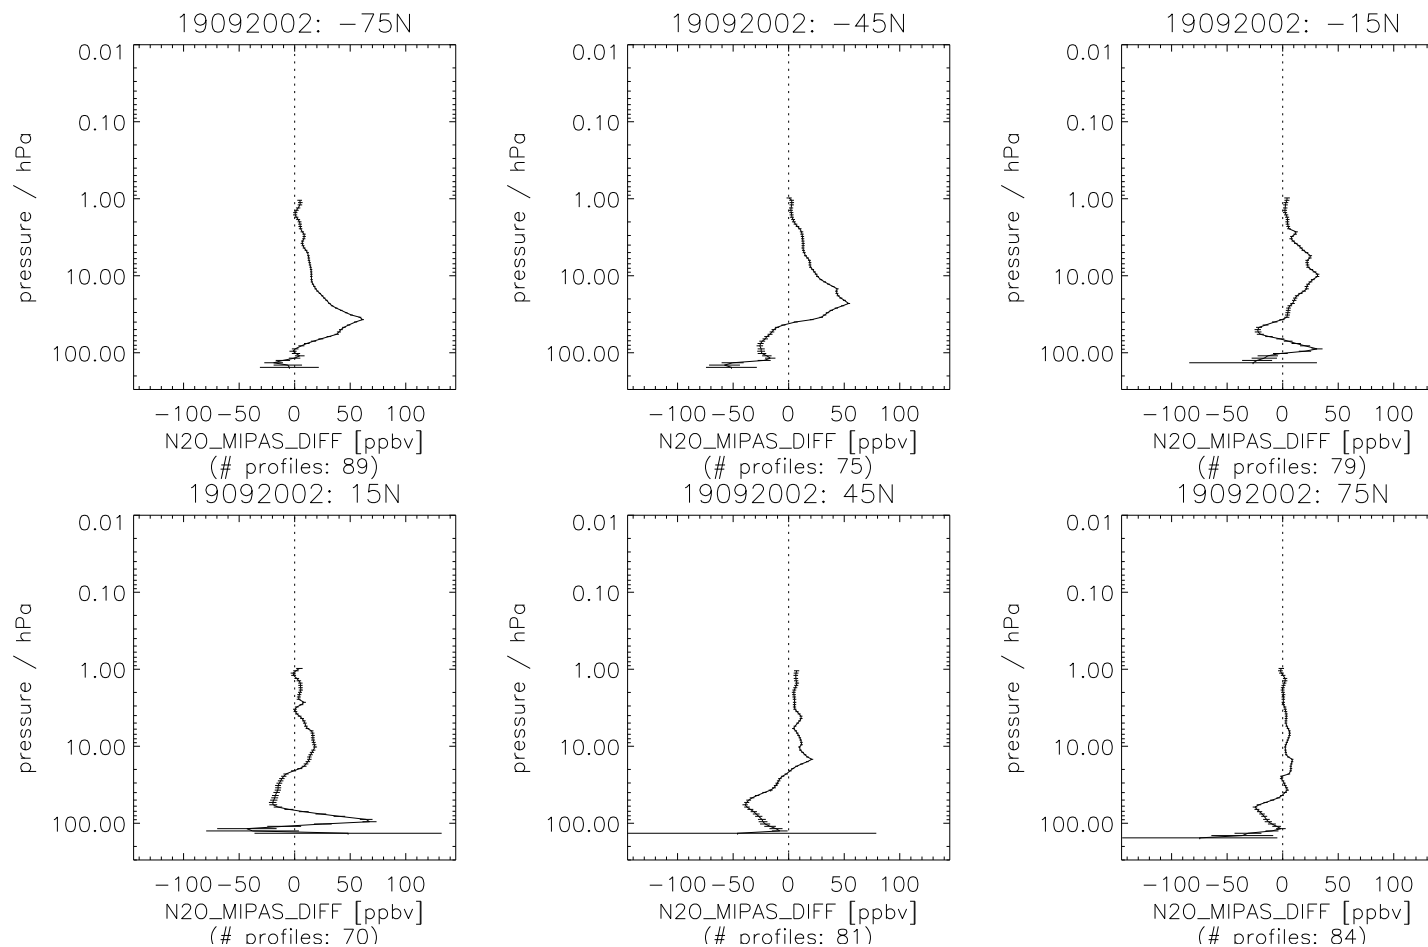 19092002: −75N
19092002: −45N
19092002: −15N
pressure / hPa
0.01
0.10
1.00
10.00
100.00
−100 −50 0 50 100
N2O_MIPAS_DIFF [ppbv]
(# profiles: 89)
pressure / hPa
0.01
0.10
1.00
10.00
100.00
−100 −50 0 50 100
N2O_MIPAS_DIFF [ppbv]
(# profiles: 75)
pressure / hPa
0.01
0.10
1.00
10.00
100.00
−100 −50 0 50 100
N2O_MIPAS_DIFF [ppbv]
(# profiles: 79)
19092002: 15N
19092002: 45N
19092002: 75N
pressure / hPa
0.01
0.10
1.00
10.00
100.00
−100 −50 0 50 100
N2O_MIPAS_DIFF [ppbv]
(# profiles: 70)
pressure / hPa
0.01
0.10
1.00
10.00
100.00
−100 −50 0 50 100
N2O_MIPAS_DIFF [ppbv]
(# profiles: 81)
pressure / hPa
0.01
0.10
1.00
10.00
100.00
−100 −50 0 50 100
N2O_MIPAS_DIFF [ppbv]
(# profiles: 84)